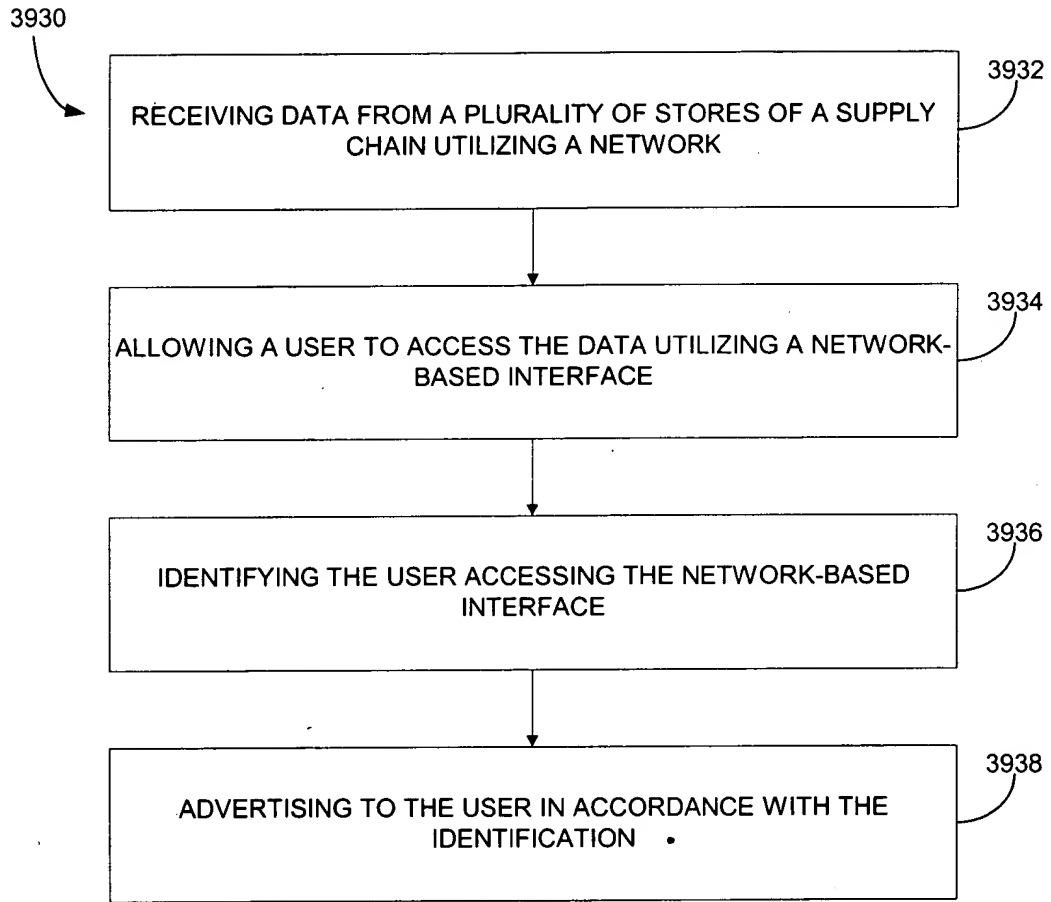 3930
3932
RECEIVING DATA FROM A PLURALITY OF STORES OF A SUPPLY
CHAIN UTILIZING A NETWORK
3934
ALLOWING A USER TO ACCESS THE DATA UTILIZING A NETWORK-
BASED INTERFACE
3936
IDENTIFYING THE USER ACCESSING THE NETWORK-BASED
INTERFACE
3938
ADVERTISING TO THE USER IN ACCORDANCE WITH THE
IDENTIFICATION